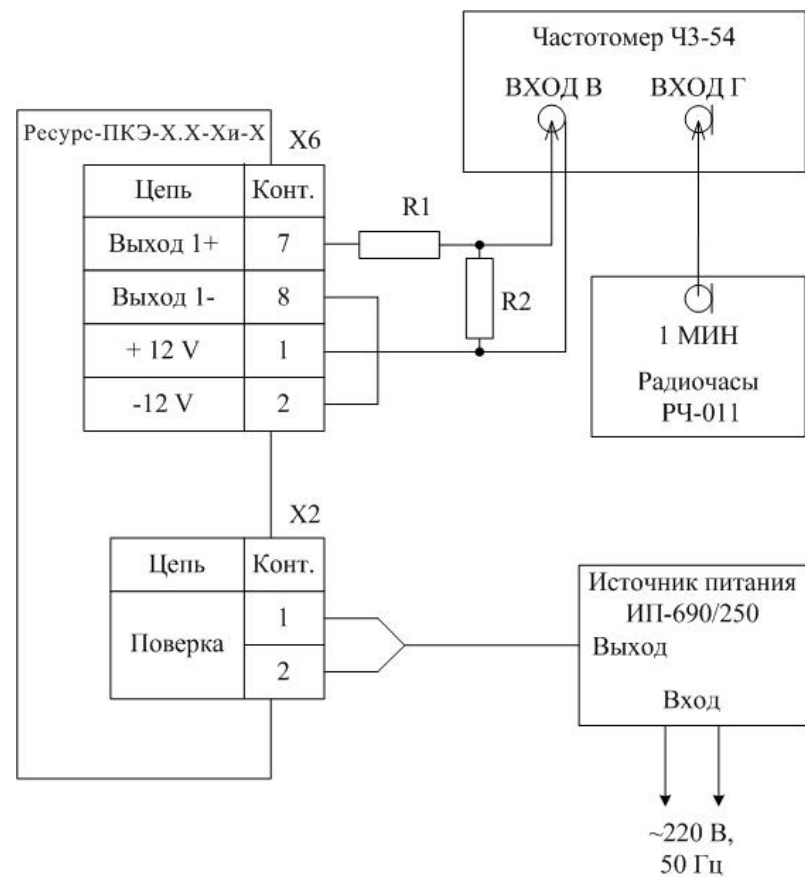 Частотомер Ч3-54
ВХОД В ВХОД Г
Ресурс-ПКЭ-Х.Х-Хи-Х
X6
Цепь Конт.
Выход 1+ 7
Выход 1- 8
+ 12 V 1
-12 V 2
R1
R2
1 МИН
Радиочасы
РЧ-011
X2
Цепь Конт.
Поверка
1
2
Источник питания
ИП-690/250
Выход
Вход
~220 В,
50 Гц